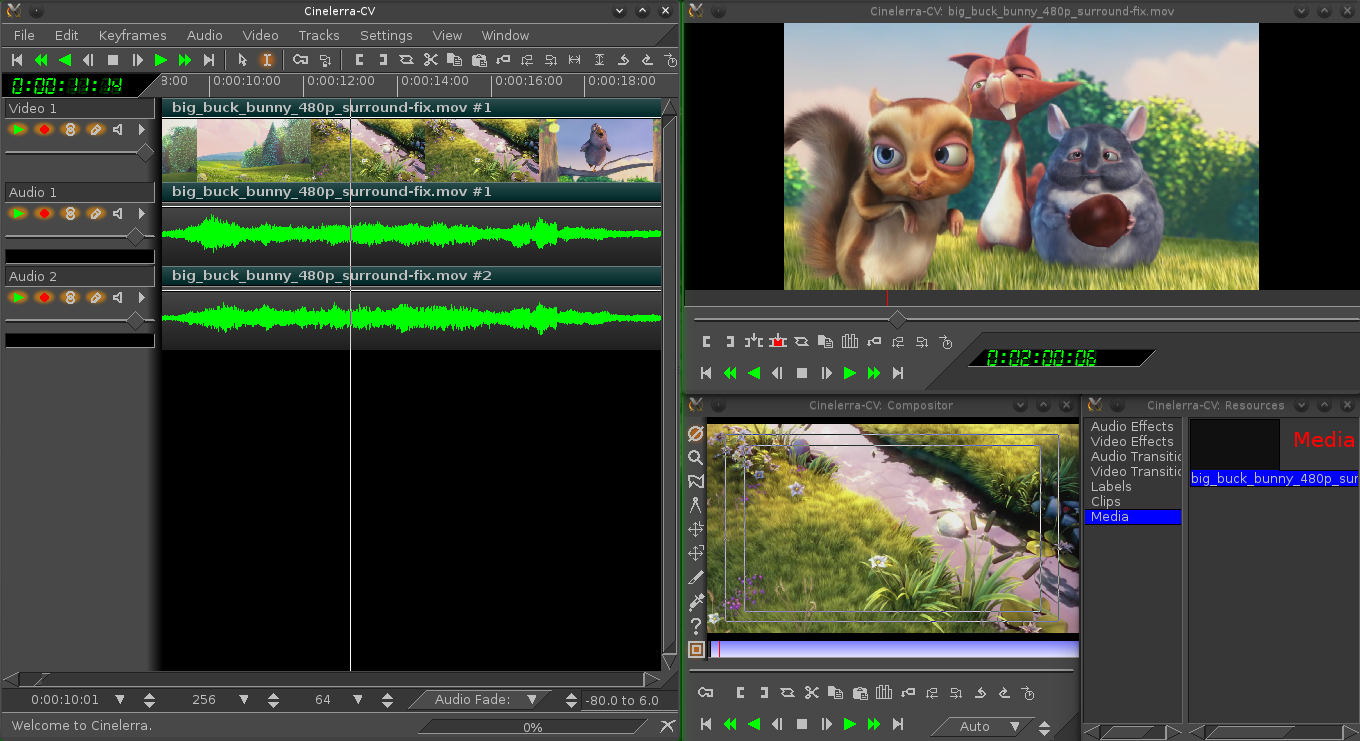 Cinelerra-CV
File Edit Keyframes Audio Video Tracks Settings View Window
0:00:11:14
8:00 0:00:10:00 0:00:12:00 0:00:14:00 0:00:16:00 0:00:18:00
Video 1
big_buck_bunny_480p_surround-fix.mov #1
Audio 1
big_buck_bunny_480p_surround-fix.mov #1
Audio 2
big_buck_bunny_480p_surround-fix.mov #2
0:00:10:01 256 64 Audio Fade: -80.0 to 6.0
Welcome to Cinelerra. 0%
Cinelerra-CV: big_buck_bunny_480p_surround-fix.mov
0:02:00:06
Cinelerra-CV: Compositor
Auto
Cinelerra-CV: Resources
Audio Effects
Video Effects
Audio Transitio
Video Transitio
Labels
Clips
Media
Media
big_buck_bunny_480p_sur